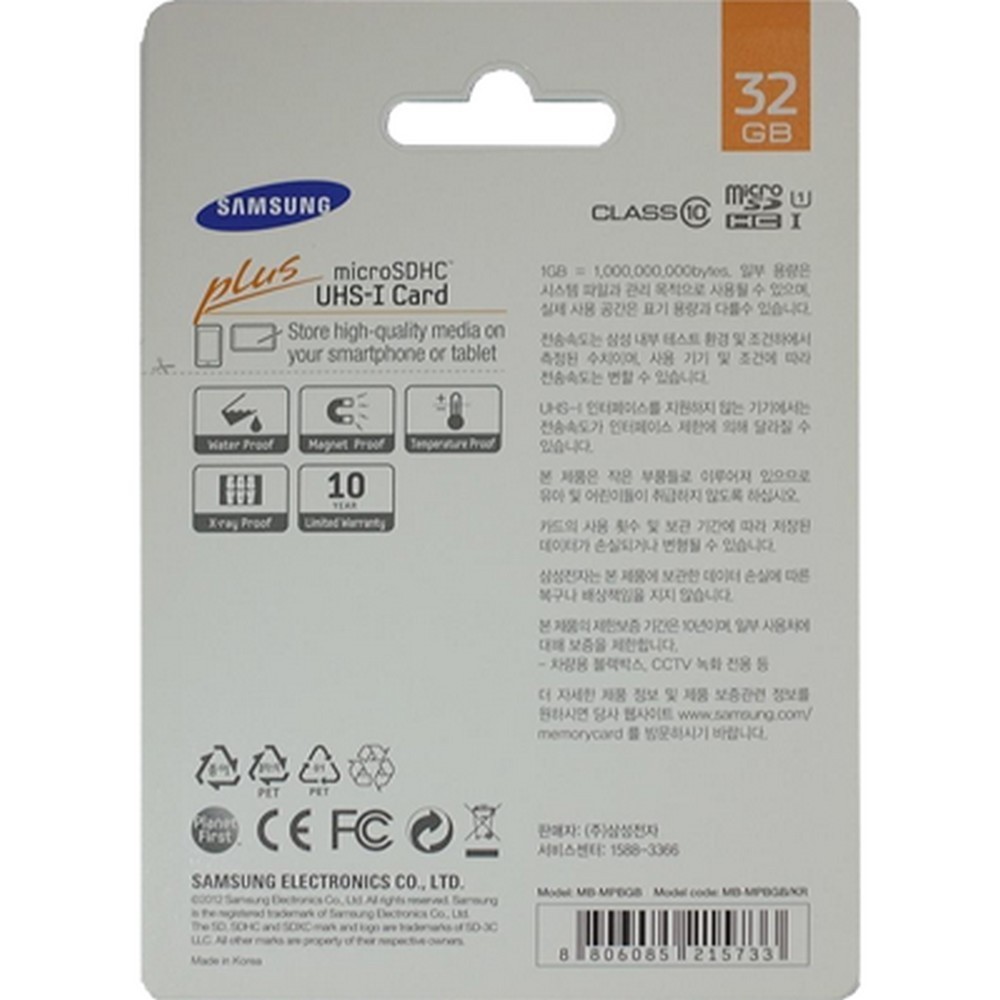 32
GB
SAMSUNG
CLASS 10
micro
SD
HC I
1
plus microSDHC™
UHS-I Card
Store high-quality media on
your smartphone or tablet
Water Proof
Magnet Proof
Temperature Proof
X-ray Proof
10
YEAR
Limited Warranty
1GB = 1,000,000,000bytes, 일부 용량은
시스템 파일과 관리 목적으로 사용될 수 있으며,
실제 사용 공간은 표기 용량과 다를수 있습니다.
전송속도는 삼성 내부 테스트 환경 및 조건하에서
측정된 수치이며, 사용 기기 및 조건에 따라
전송속도는 변할 수 있습니다.
UHS-I 인터페이스를 지원하지 않는 기기에서는
전송속도가 인터페이스 제한에 의해 달라질 수
있습니다.
본 제품은 작은 부품들로 이루어져 있으므로
유아 및 어린이들이 취급하지 않도록 하십시오.
카드의 사용 횟수 및 보관 기간에 따라 저장된
데이터가 손실되거나 변형될 수 있습니다.
삼성전자는 본 제품에 보관한 데이터 손실에 따른
복구나 배상책임을 지지 않습니다.
본 제품의 제한보증 기간은 10년이며, 일부 사용처에
대해 보증을 제한합니다.
- 차량용 블랙박스, CCTV 녹화 전용 등
더 자세한 제품 정보 및 제품 보증관련 정보를
원하시면 당사 웹사이트 www.samsung.com/
memorycard 를 방문하시기 바랍니다.
종이
PET
01
PET
Planet
First
CE FC
판매자: (주)삼성전자
서비스센터: 1588-3366
SAMSUNG ELECTRONICS CO., LTD.
©2012 Samsung Electronics Co., Ltd. All rights reserved. Samsung
is the registered trademark of Samsung Electronics Co., Ltd.
The SD, SDHC and SDXC mark and logo are trademarks of SD-3C
LLC. All other marks are property of their respective owners.
Made in Korea
Model: MB-MPBGB Model code: MB-MPBGB/KR
8 806085 215733